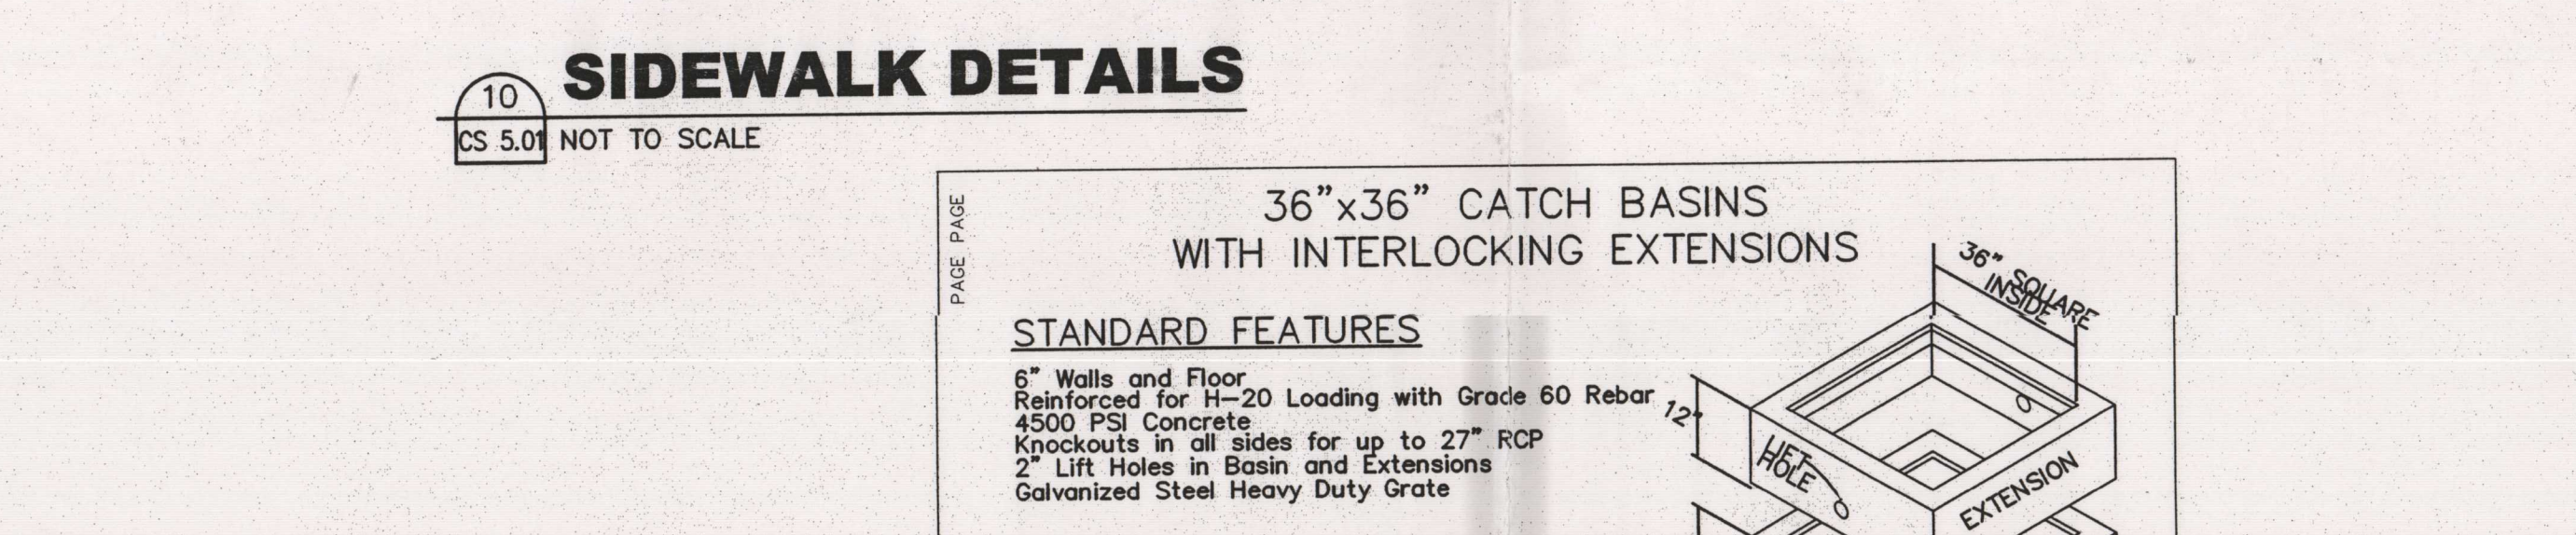 10
SIDEWALK DETAILS
CS 5.01
NOT TO SCALE
PAGE PAGE
36"x36" CATCH BASINS
WITH INTERLOCKING EXTENSIONS
36" SQUARE
INSIDE
STANDARD FEATURES
6" Walls and Floor
Reinforced for H-20 Loading with Grade 60 Rebar
4500 PSI Concrete
Knockouts in all sides for up to 27" RCP
2" Lift Holes in Basin and Extensions
Galvanized Steel Heavy Duty Grate
12"
LIFT
HOLE
EXTENSION